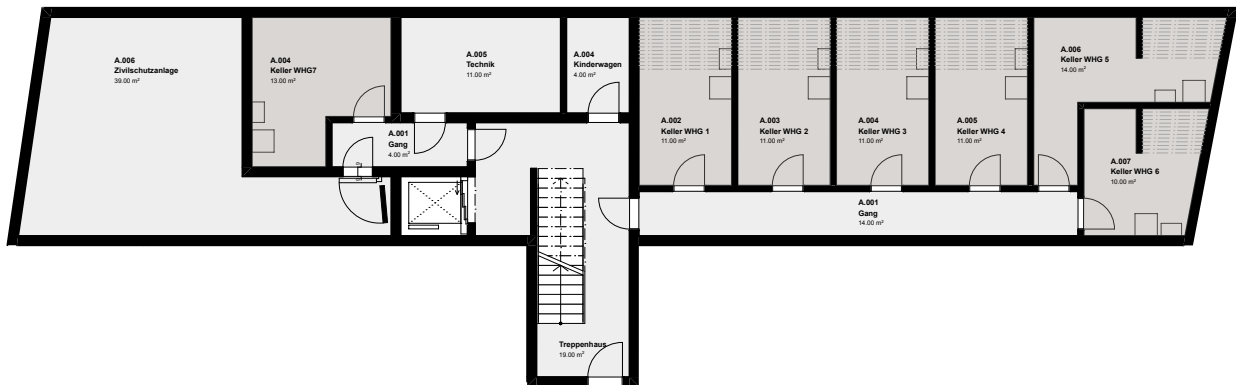 A.006
Zivilschutzanlage
39.00 m²
A.004
Keller WHG7
13.00 m²
A.005
Technik
11.00 m²
A.004
Kinderwagen
4.00 m²
A.006
Keller WHG 5
14.00 m²
A.001
Gang
4.00 m²
A.002
Keller WHG 1
11.00 m²
A.003
Keller WHG 2
11.00 m²
A.004
Keller WHG 3
11.00 m²
A.005
Keller WHG 4
11.00 m²
A.007
Keller WHG 6
10.00 m²
A.001
Gang
14.00 m²
Treppenhaus
19.00 m²